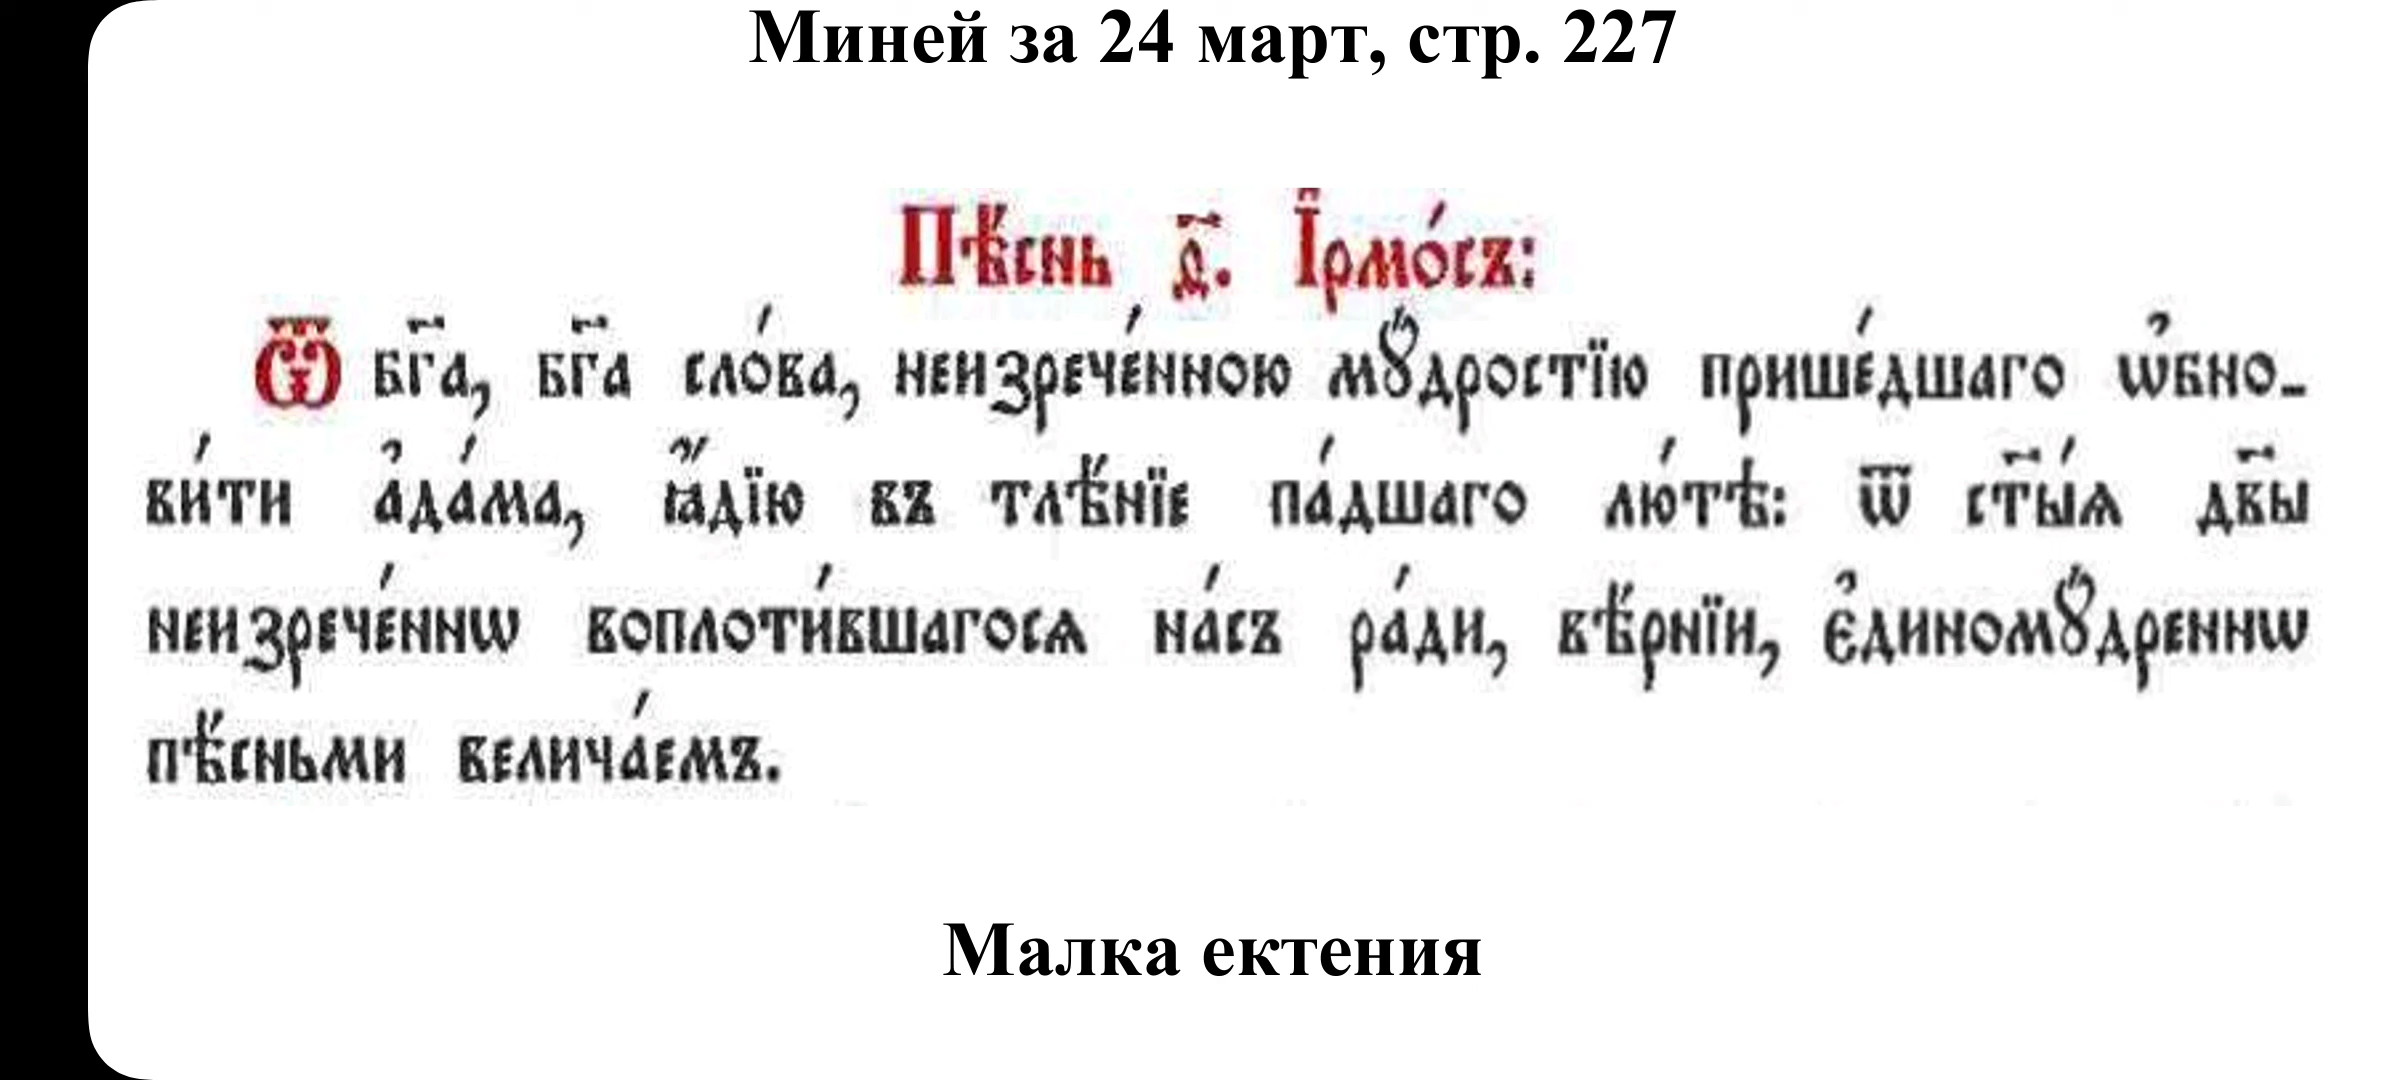 Миней за 24 март, стр. 227
Пѣ́снь д҃. І҆рмо́съ:
Ѿ бг҃а, бг҃а сло́ва, неизрече́нною мꙋ́дростїю прише́дшаго ѡ҆бно-
ви́ти а҆да́ма, ꙗ҆́дїю въ тлѣ́нїе па́дшаго лю́тѣ: ѿ ст҃ы́ѧ дв҃ы
неизрече́ннѡ воплоти́вшагосѧ на́съ ра́ди, вѣ́рнїи, є҆диномꙋ́дреннѡ
пѣ́сньми велича́емъ.
Малка ектения